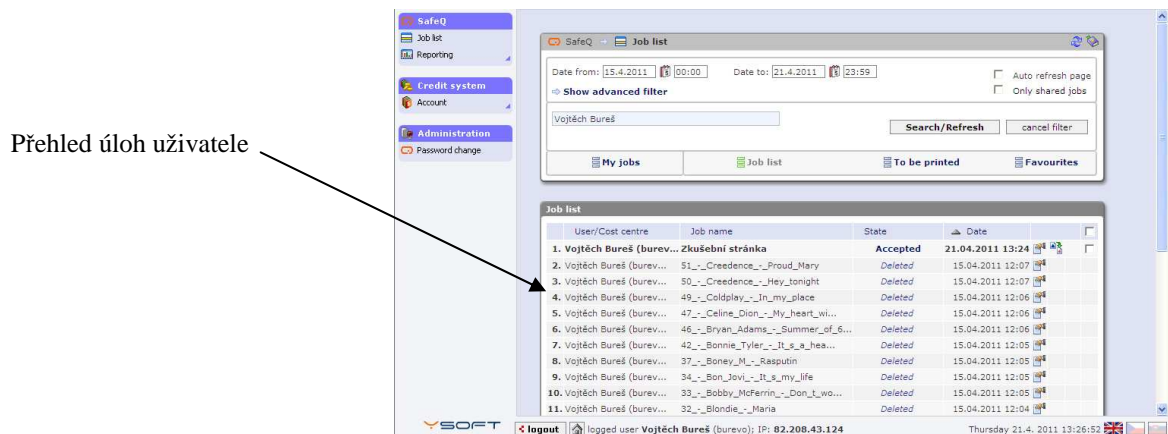 Přehled úloh uživatele
SafeQ
Job list
Reporting
Credit system
Account
Administration
Password change
SafeQ Job list
Date from: 15.4.2011 00:00 Date to: 21.4.2011 23:59
Auto refresh page
Show advanced filter
Only shared jobs
Vojtěch Bureš
Search/Refresh cancel filter
My jobs Job list To be printed Favourites
Job list
User/Cost centre Job name State Date
1. Vojtěch Bureš (burev... Zkušební stránka Accepted 21.04.2011 13:24
2. Vojtěch Bureš (burev... 51_-_Creedence_-_Proud_Mary Deleted 15.04.2011 12:07
3. Vojtěch Bureš (burev... 50_-_Creedence_-_Hey_tonight Deleted 15.04.2011 12:07
4. Vojtěch Bureš (burev... 49_-_Coldplay_-_In_my_place Deleted 15.04.2011 12:06
5. Vojtěch Bureš (burev... 47_-_Celine_Dion_-_My_heart_wi... Deleted 15.04.2011 12:06
6. Vojtěch Bureš (burev... 46_-_Bryan_Adams_-_Summer_of_6... Deleted 15.04.2011 12:06
7. Vojtěch Bureš (burev... 42_-_Bonnie_Tyler_-_It_s_a_hea... Deleted 15.04.2011 12:05
8. Vojtěch Bureš (burev... 37_-_Boney_M_-_Rasputin Deleted 15.04.2011 12:05
9. Vojtěch Bureš (burev... 34_-_Bon_Jovi_-_It_s_my_life Deleted 15.04.2011 12:05
10. Vojtěch Bureš (burev... 33_-_Bobby_McFerrin_-_Don_t_wo... Deleted 15.04.2011 12:05
11. Vojtěch Bureš (burev... 32_-_Blondie_-_Maria Deleted 15.04.2011 12:04
YSOFT logout logged user Vojtěch Bureš (burevo); IP: 82.208.43.124 Thursday 21.4. 2011 13:26:52